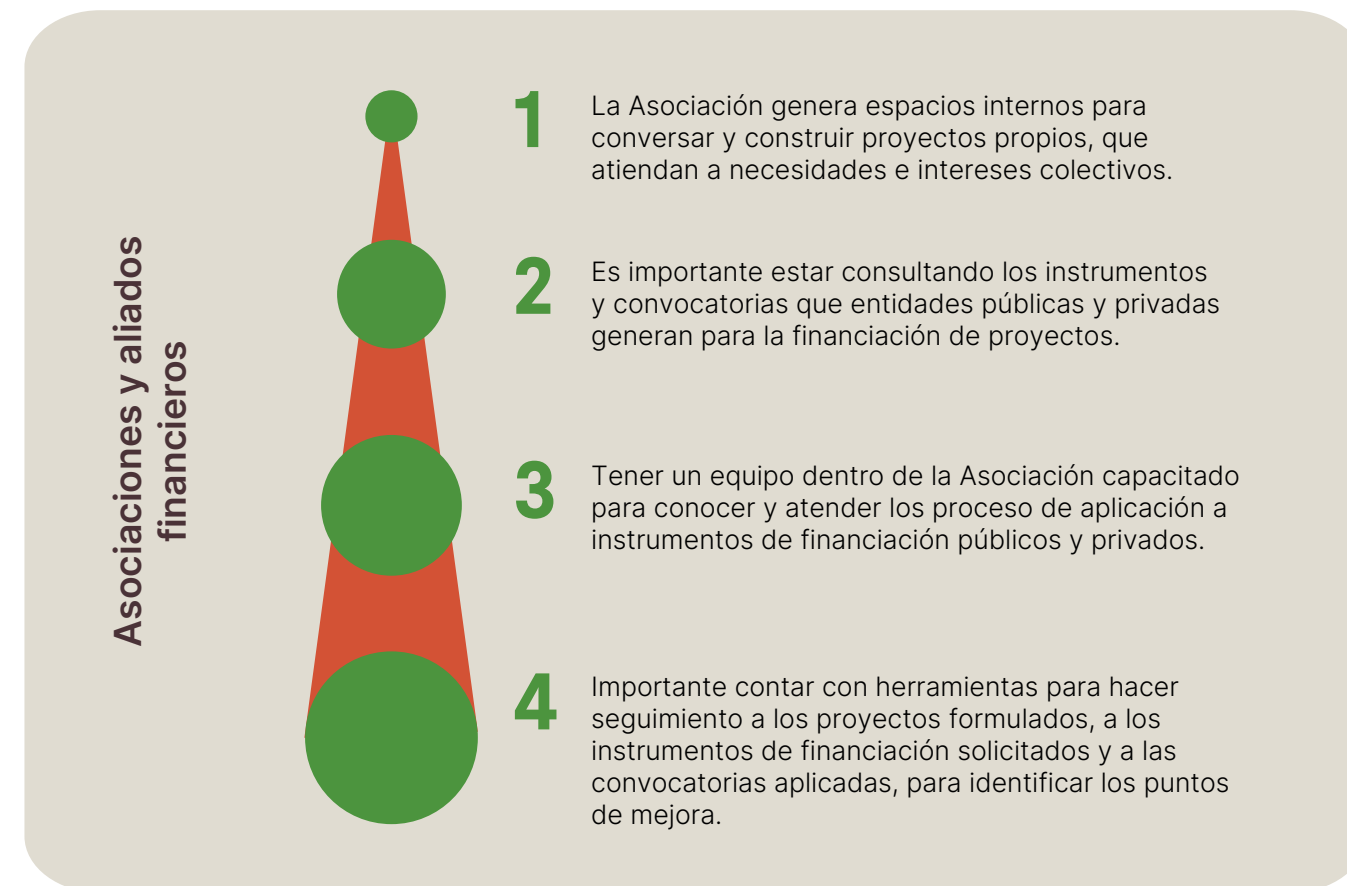 Asociaciones y aliados
financieros
1
La Asociación genera espacios internos para
conversar y construir proyectos propios, que
atiendan a necesidades e intereses colectivos.
2
Es importante estar consultando los instrumentos
y convocatorias que entidades públicas y privadas
generan para la financiación de proyectos.
3
Tener un equipo dentro de la Asociación capacitado
para conocer y atender los proceso de aplicación a
instrumentos de financiación públicos y privados.
4
Importante contar con herramientas para hacer
seguimiento a los proyectos formulados, a los
instrumentos de financiación solicitados y a las
convocatorias aplicadas, para identificar los puntos
de mejora.